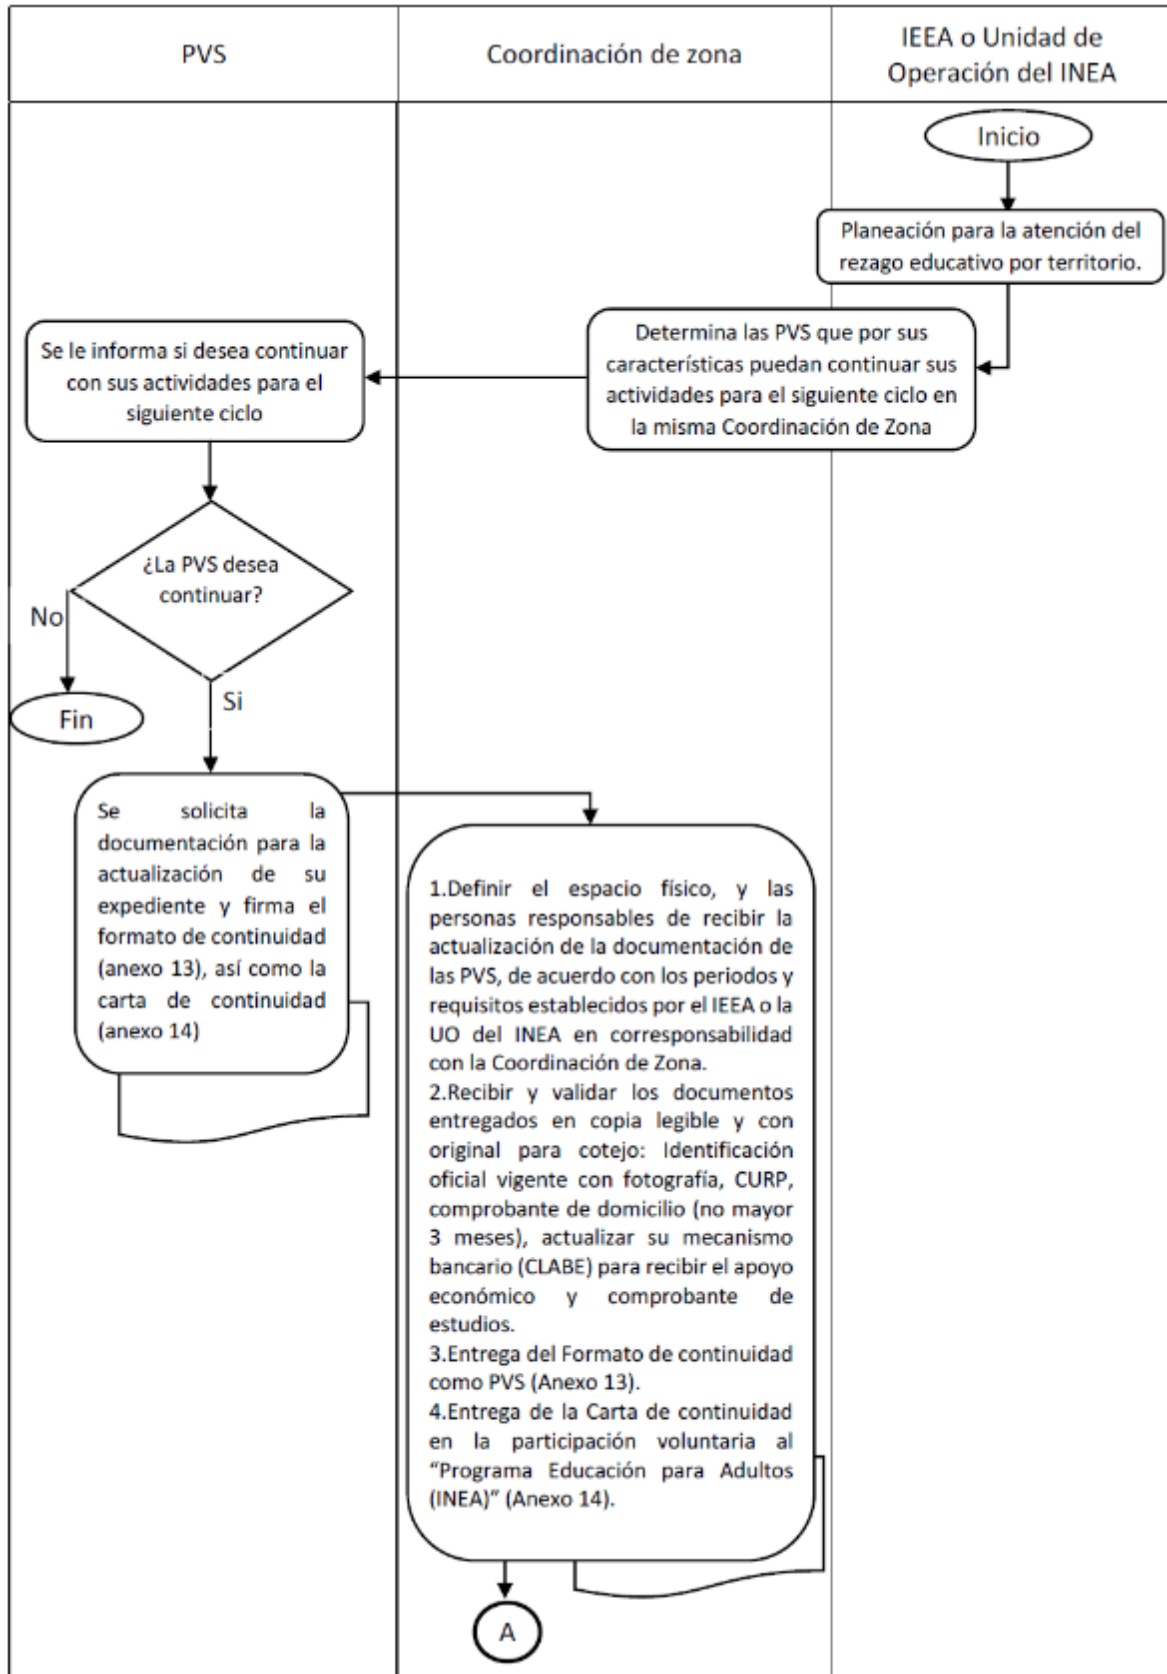 PVS
Coordinación de zona
IEEA o Unidad de
Operación del INEA
Inicio
Planeación para la atención del
rezago educativo por territorio.
Determina las PVS que por sus
características puedan continuar sus
actividades para el siguiente ciclo en
la misma Coordinación de Zona
Se le informa si desea continuar
con sus actividades para el
siguiente ciclo
¿La PVS desea
continuar?
No
Fin
Si
Se solicita la
documentación para la
actualización de su
expediente y firma el
formato de continuidad
(anexo 13), así como la
carta de continuidad
(anexo 14)
1.Definir el espacio físico, y las
personas responsables de recibir la
actualización de la documentación de
las PVS, de acuerdo con los periodos y
requisitos establecidos por el IEEA o la
UO del INEA en corresponsabilidad
con la Coordinación de Zona.
2.Recibir y validar los documentos
entregados en copia legible y con
original para cotejo: Identificación
oficial vigente con fotografía, CURP,
comprobante de domicilio (no mayor
3 meses), actualizar su mecanismo
bancario (CLABE) para recibir el apoyo
económico y comprobante de
estudios.
3.Entrega del Formato de continuidad
como PVS (Anexo 13).
4.Entrega de la Carta de continuidad
en la participación voluntaria al
“Programa Educación para Adultos
(INEA)” (Anexo 14).
A